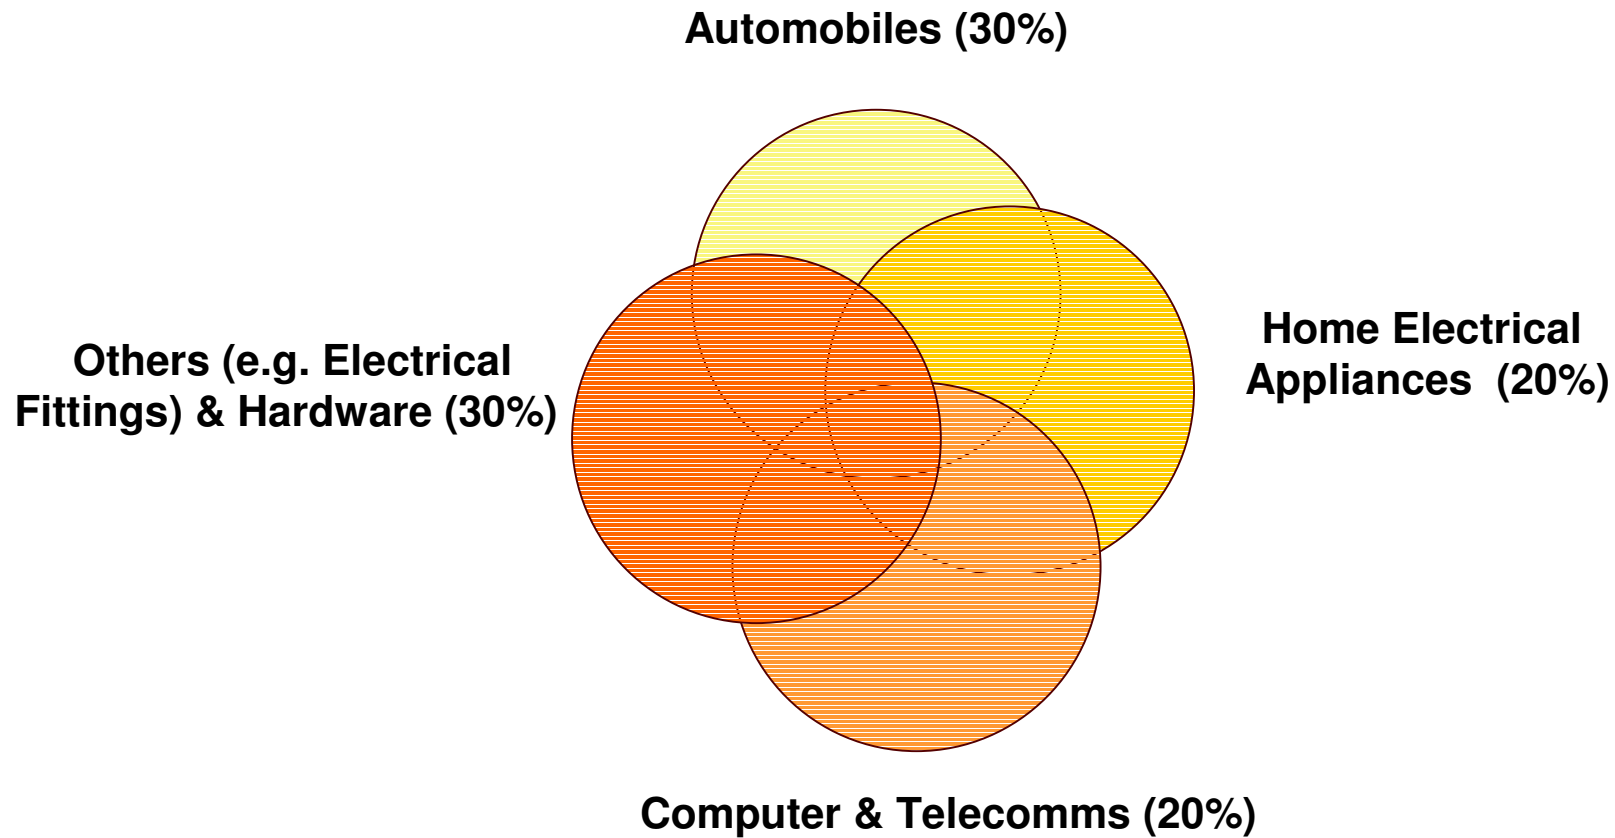 Automobiles (30%)
Home Electrical
Appliances  (20%)
Others (e.g. Electrical
Fittings) & Hardware (30%)
Computer & Telecomms (20%)